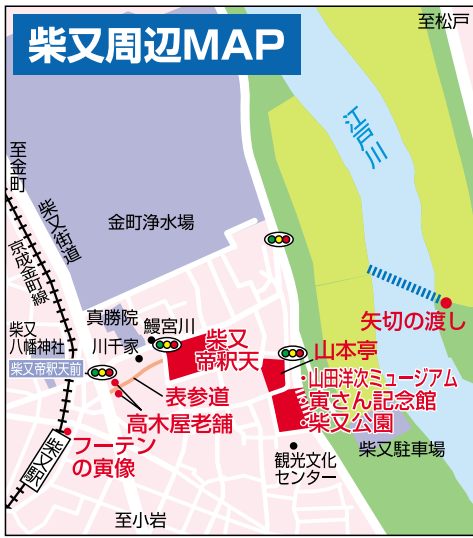 柴又周辺MAP
至松戸
江戸川
至金町
柴又街道
京成金町線
金町浄水場
矢切の渡し
真勝院
鰻宮川
川千家
柴又
八幡神社
柴又帝釈天前
柴又
帝釈天
山本亭
山田洋次ミュージアム
寅さん記念館
柴又公園
表参道
高木屋老舗
フーテン
の寅像
柴又駅
観光文化
センター
柴又駐車場
至小岩